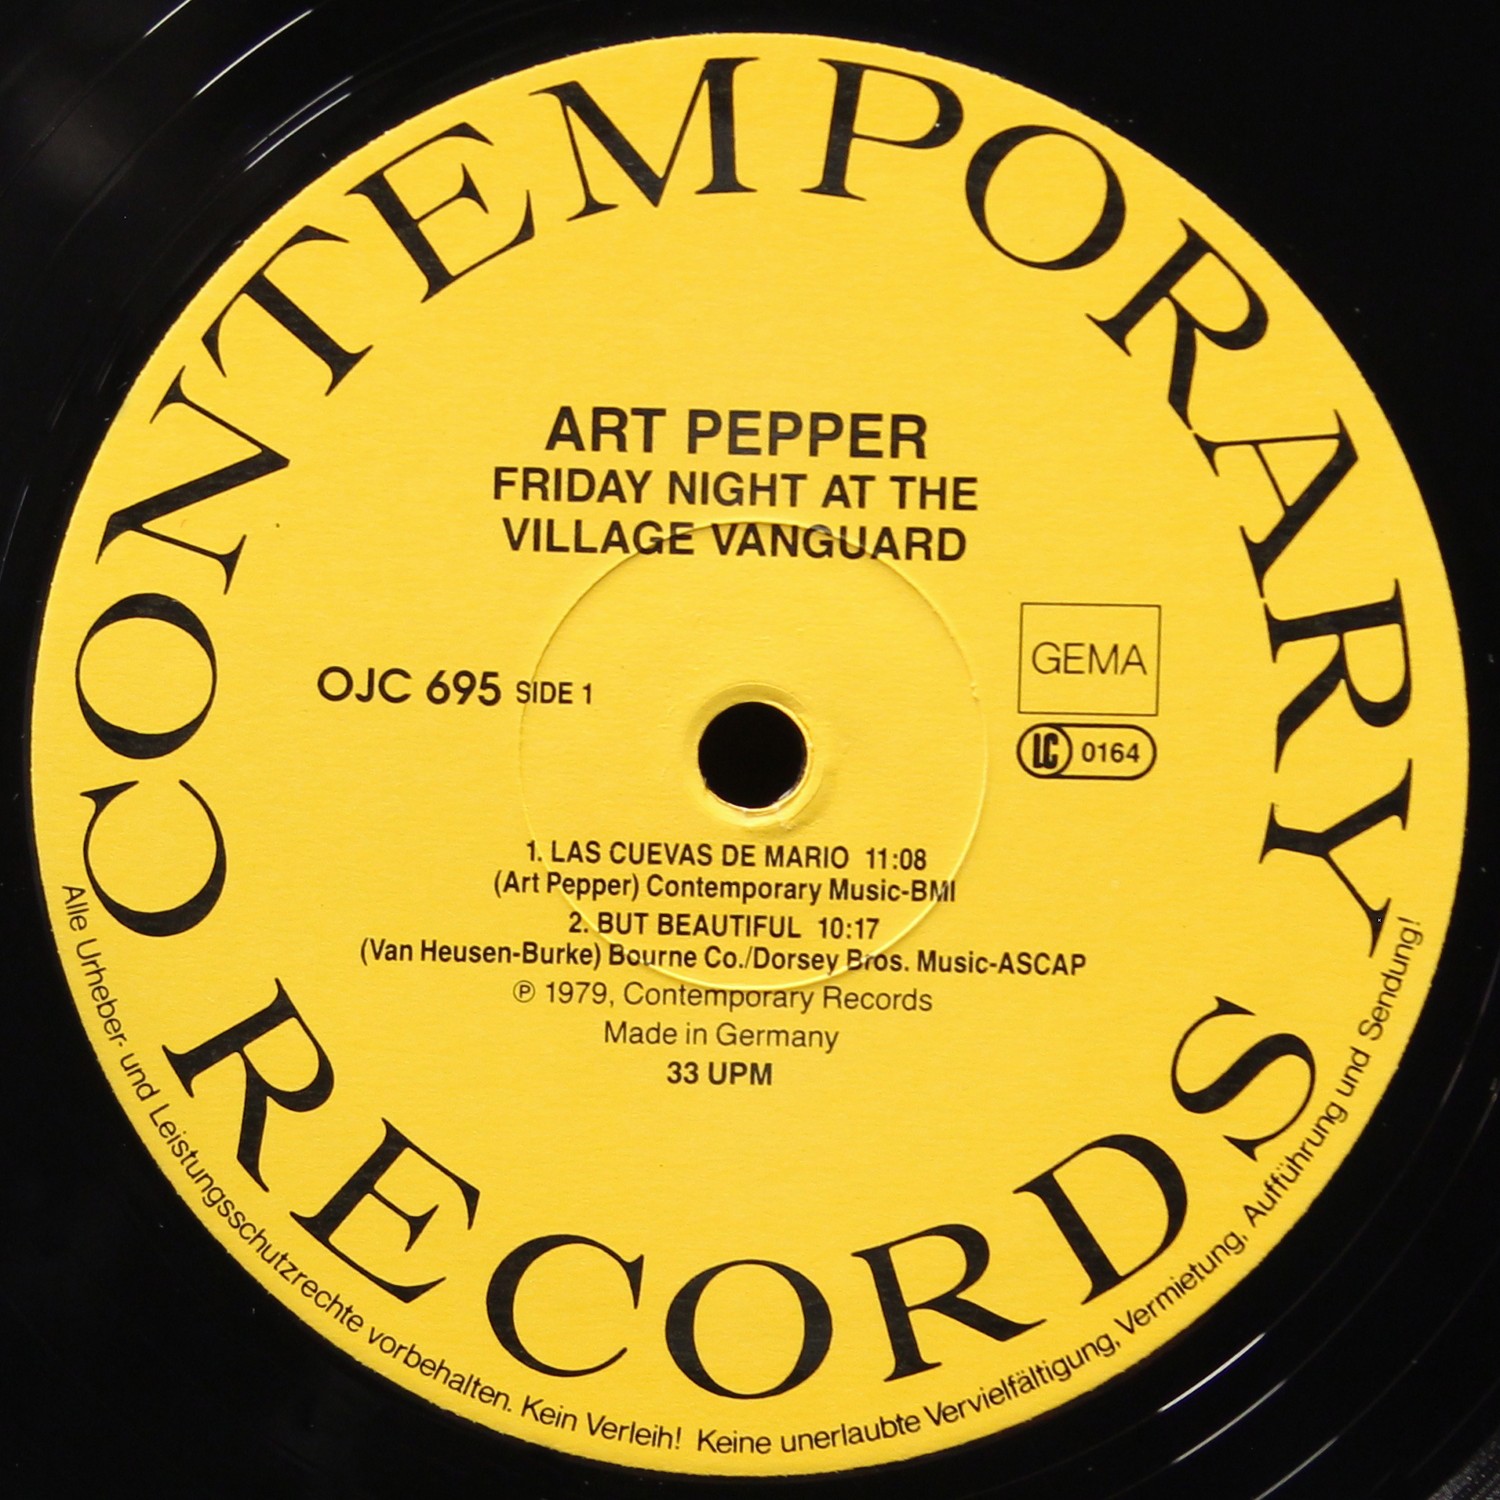 CONTEMPORARY
ART PEPPER
FRIDAY NIGHT AT THE
VILLAGE VANGUARD
GEMA
OJC 695 SIDE 1
LC 0164
1. LAS CUEVAS DE MARIO 11:08
(Art Pepper) Contemporary Music-BMI
2. BUT BEAUTIFUL 10:17
(Van Heusen-Burke) Bourne Co./Dorsey Bros. Music-ASCAP
℗ 1979, Contemporary Records
Made in Germany
33 UPM
RECORDS
Alle Urheber- und Leistungsschutzrechte vorbehalten. Kein Verleih! Keine unerlaubte Vervielfältigung, Vermietung, Aufführung und Sendung!